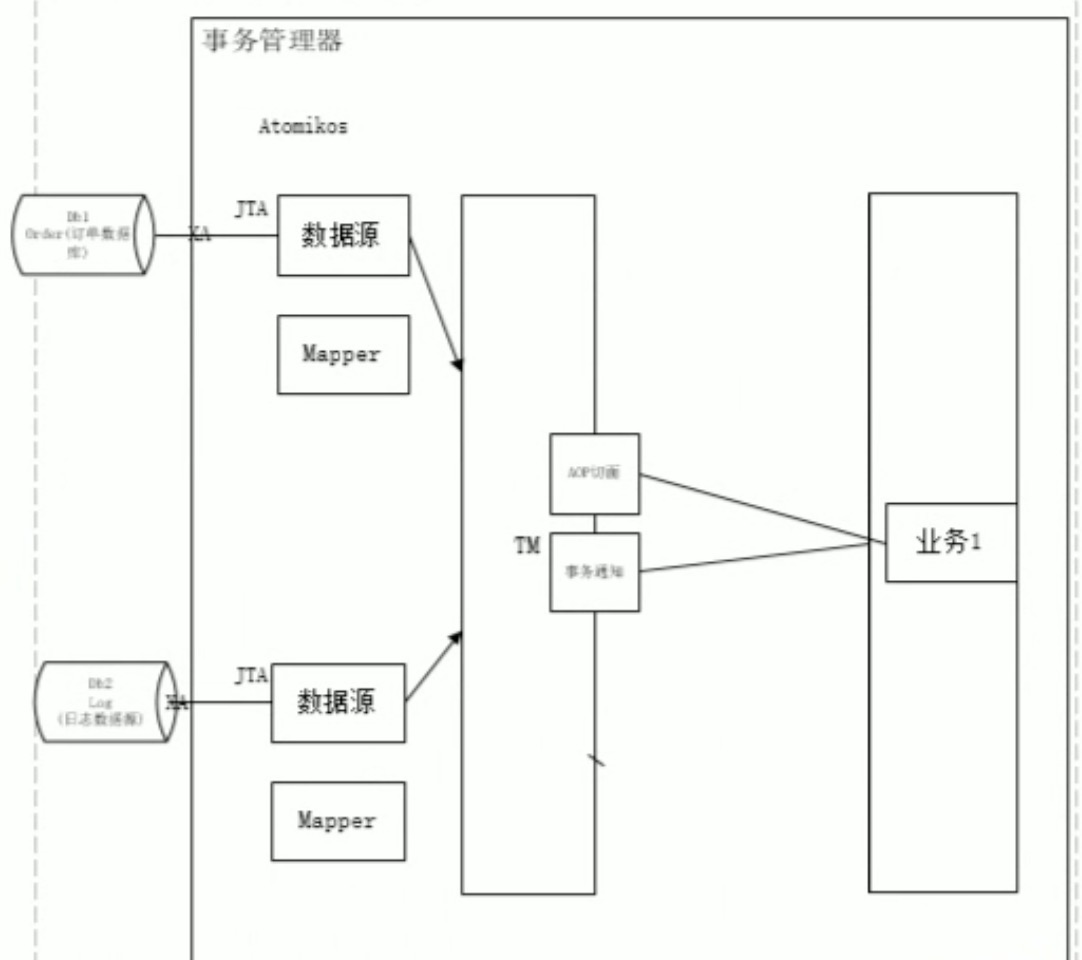 事务管理器
Atomikos
Db1
Order(订单数据
库)
XA
JTA
数据源
Mapper
AOP切面
TM
事务通知
业务1
Db2
Log
(日志数据源)
XA
JTA
数据源
Mapper